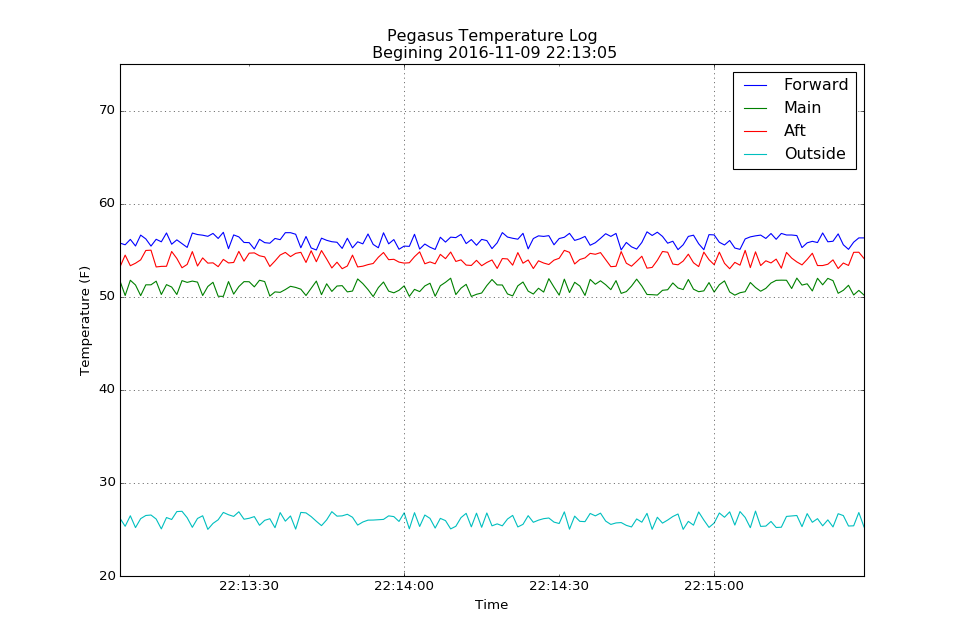 Pegasus Temperature Log
Begining 2016-11-09 22:13:05
Forward
Main
Aft
Outside
Temperature (F)
70
60
50
40
30
20
22:13:30 22:14:00 22:14:30 22:15:00
Time